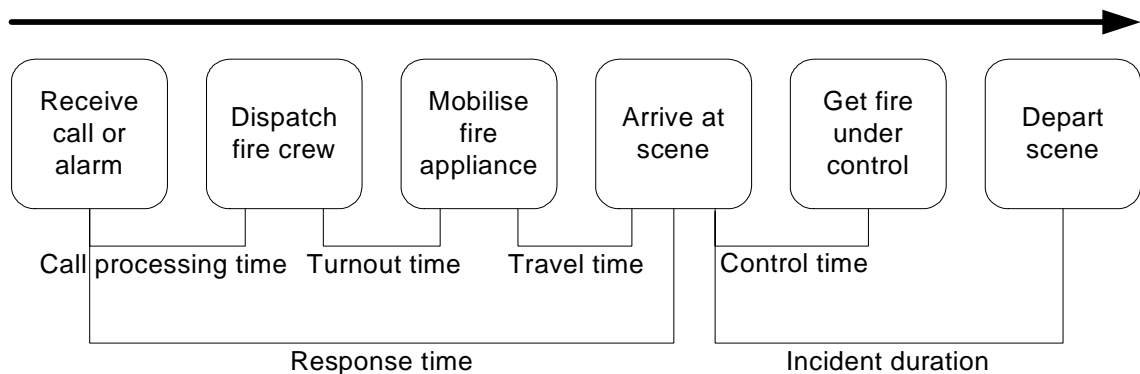 Receive
call or
alarm
Dispatch
fire crew
Mobilise
fire
appliance
Arrive at
scene
Get fire
under
control
Depart
scene
Call processing time
Turnout time
Travel time
Control time
Response time
Incident duration